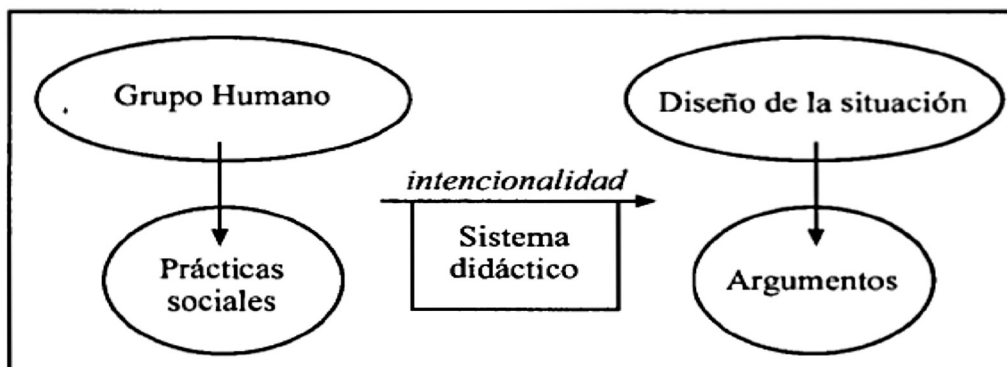 Grupo Humano
Diseño de la situación
intencionalidad
Sistema
didáctico
Prácticas
sociales
Argumentos